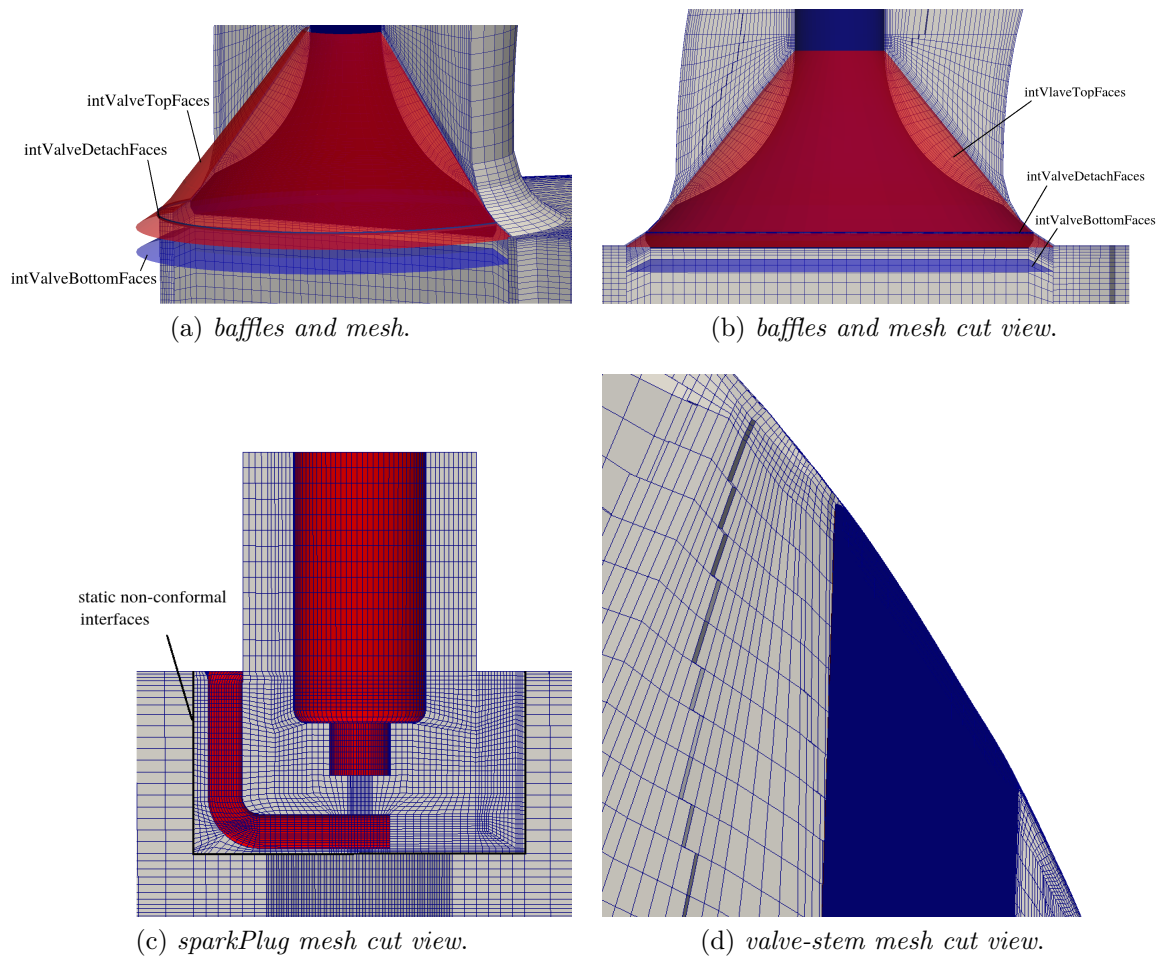 intValveTopFaces
intValveDetachFaces
intValveBottomFaces
(a) baffles and mesh.
intVlaveTopFaces
intValveDetachFaces
intValveBottomFaces
(b) baffles and mesh cut view.
static non-conformal
interfaces
(c) sparkPlug mesh cut view.
(d) valve-stem mesh cut view.